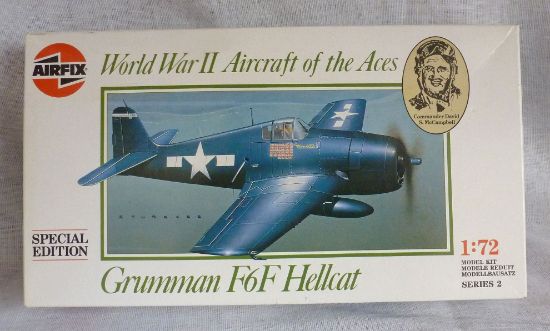 AIRFIX
World War II Aircraft of the Aces
Commander David
S. McCampbell
SPECIAL
EDITION
1:72
MODEL KIT
MODELE REDUIT
MODELLBAUSATZ
SERIES 2
Grumman F6F Hellcat